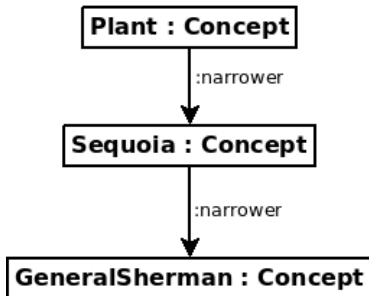 Plant : Concept
:narrower
Sequoia : Concept
:narrower
GeneralSherman : Concept